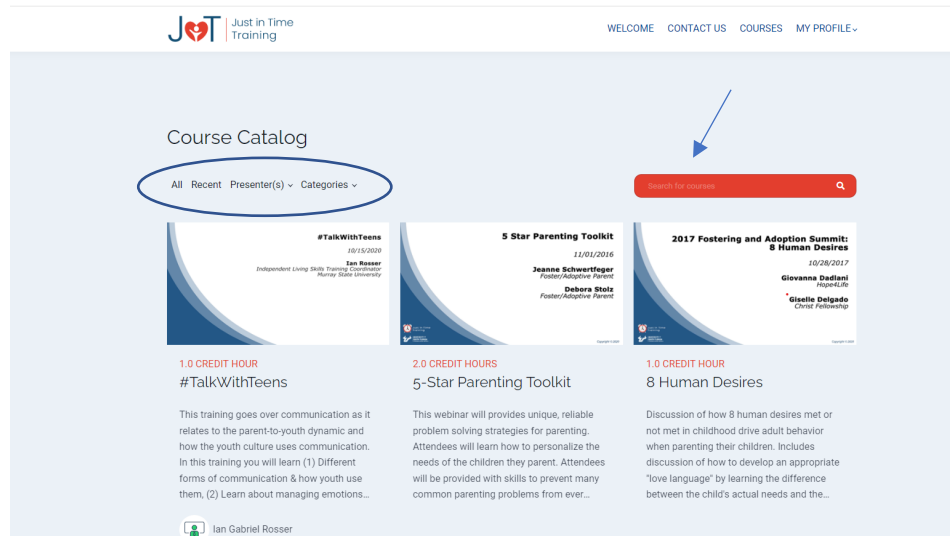 JiT Just in Time
Training
WELCOME CONTACT US COURSES MY PROFILE
Course Catalog
All Recent Presenter(s) Categories
Search for courses
#TalkWithTeens
10/15/2020
Ian Rosser
Independent Living Skills Training Coordinator
Murray State University
5 Star Parenting Toolkit
11/01/2016
Jeanne Schwertfeger
Foster/Adoptive Parent
Debora Stolz
Foster/Adoptive Parent
2017 Fostering and Adoption Summit:
8 Human Desires
10/28/2017
Giovanna Dadlani
Hope4Life
Giselle Delgado
Christ Fellowship
1.0 CREDIT HOUR
#TalkWithTeens
This training goes over communication as it
relates to the parent-to-youth dynamic and
how the youth culture uses communication.
In this training you will learn (1) Different
forms of communication & how youth use
them, (2) Learn about managing emotions...
Ian Gabriel Rosser
2.0 CREDIT HOURS
5-Star Parenting Toolkit
This webinar will provides unique, reliable
problem solving strategies for parenting.
Attendees will learn how to personalize the
needs of the children they parent. Attendees
will be provided with skills to prevent many
common parenting problems from ever...
1.0 CREDIT HOUR
8 Human Desires
Discussion of how 8 human desires met or
not met in childhood drive adult behavior
when parenting their children. Includes
discussion of how to develop an appropriate
"love language" by learning the difference
between the child's actual needs and the...